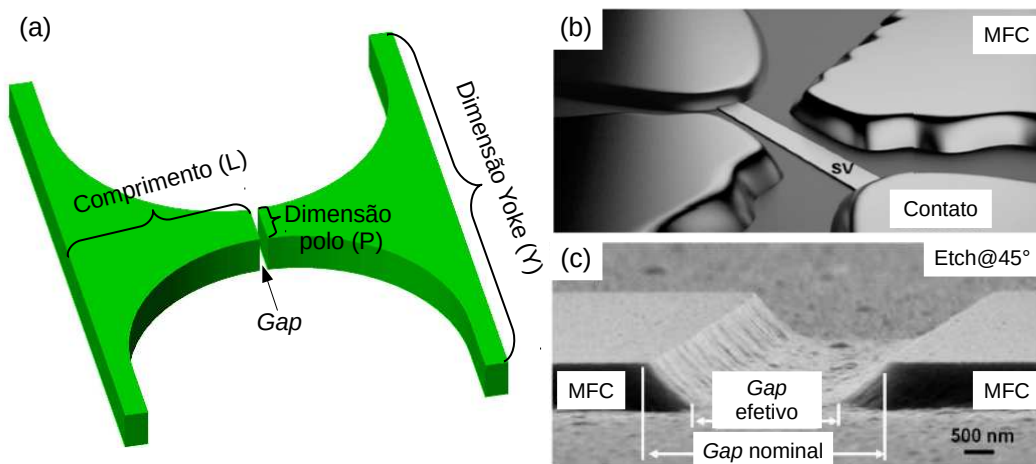 (a)
Comprimento (L)
Dimensão
polo (P)
Dimensão Yoke (Y)
Gap
(b)
MFC
SV
Contato
(c)
Etch@45°
MFC
Gap
efetivo
MFC
Gap nominal
500 nm